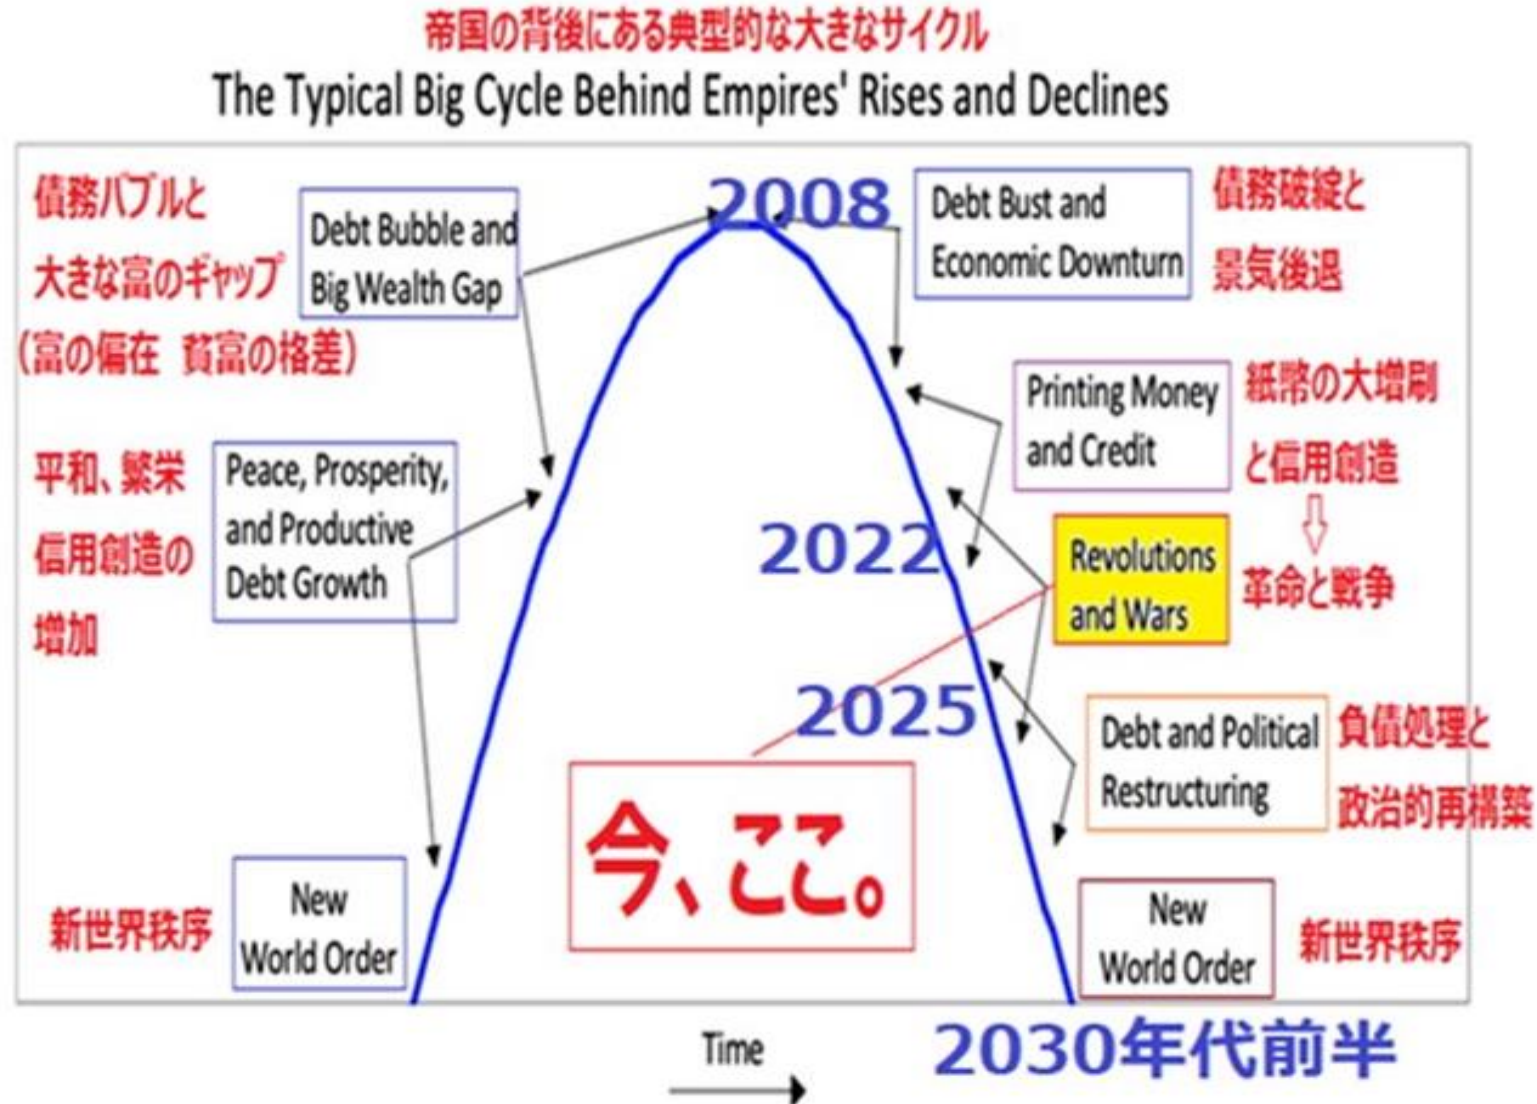 帝国の背後にある典型的な大きなサイクル
The Typical Big Cycle Behind Empires' Rises and Declines
債務バブルと
大きな富のギャップ
(富の偏在 貧富の格差)
Debt Bubble and
Big Wealth Gap
2008
Debt Bust and
Economic Downturn
債務破綻と
景気後退
Printing Money
and Credit
紙幣の大増刷
と信用創造
平和、繁栄
信用創造の
増加
Peace, Prosperity,
and Productive
Debt Growth
2022
Revolutions
and Wars
革命と戦争
2025
Debt and Political
Restructuring
負債処理と
政治的再構築
今、ここ。
新世界秩序
New
World Order
New
World Order
新世界秩序
Time
2030年代前半